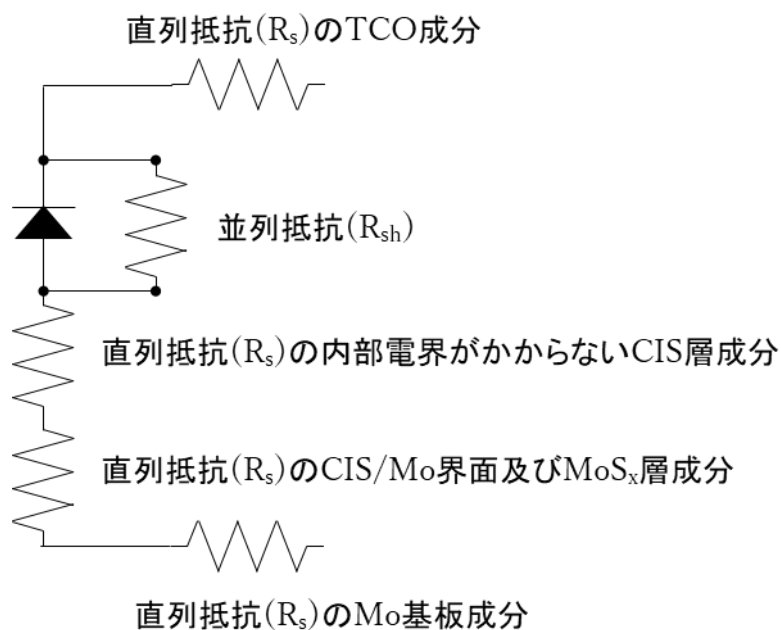 直列抵抗(Rs)のTCO成分
並列抵抗(Rsh)
直列抵抗(Rs)の内部電界がかからないCIS層成分
直列抵抗(Rs)のCIS/Mo界面及びMoSx層成分
直列抵抗(Rs)のMo基板成分